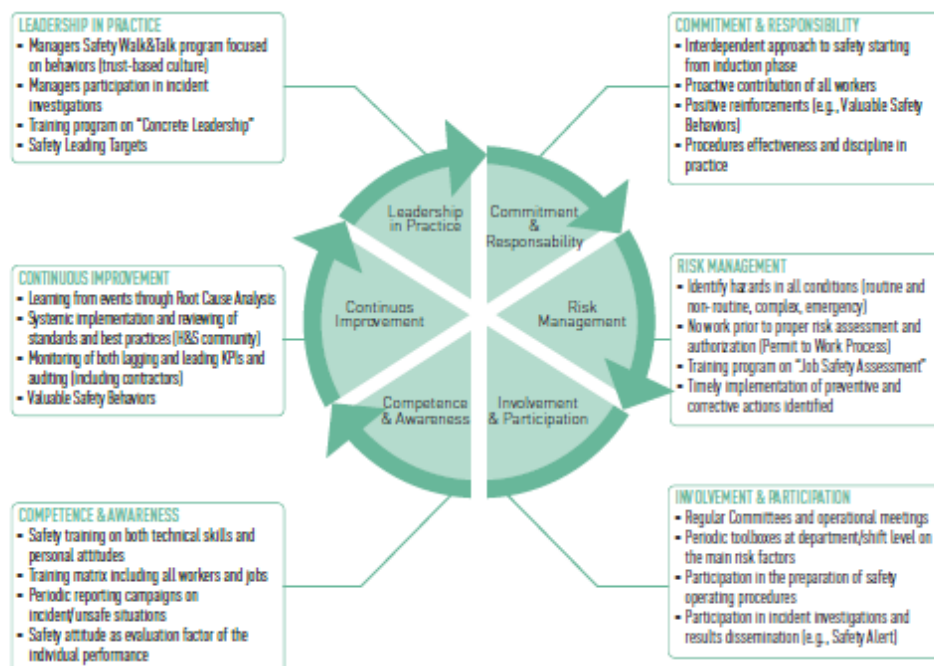 LEADERSHIP IN PRACTICE
▪ Managers Safety Walk&Talk program focused
on behaviors (trust-based culture)
▪ Managers participation in incident
investigations
▪ Training program on “Concrete Leadership”
▪ Safety Leading Targets
COMMITMENT & RESPONSIBILITY
▪ Interdependent approach to safety starting
from induction phase
▪ Proactive contribution of all workers
▪ Positive reinforcements (e.g., Valuable Safety
Behaviors)
▪ Procedures effectiveness and discipline in
practice
Leadership
in Practice
Commitment
&
Responsability
Continuos
Improvement
Risk
Management
Competence
& Awareness
Involvement
& Participation
CONTINUOUS IMPROVEMENT
▪ Learning from events through Root Cause Analysis
▪ Systemic implementation and reviewing of
standards and best practices (H&S community)
▪ Monitoring of both lagging and leading KPIs and
auditing (including contractors)
▪ Valuable Safety Behaviors
RISK MANAGEMENT
▪ Identify hazards in all conditions (routine and
non-routine, complex, emergency)
▪ No work prior to proper risk assessment and
authorization (Permit to Work Process)
▪ Training program on “Job Safety Assessment”
▪ Timely implementation of preventive and
corrective actions identified
COMPETENCE & AWARENESS
▪ Safety training on both technical skills and
personal attitudes
▪ Training matrix including all workers and jobs
▪ Periodic reporting campaigns on
incident/unsafe situations
▪ Safety attitude as evaluation factor of the
individual performance
INVOLVEMENT & PARTICIPATION
▪ Regular Committees and operational meetings
▪ Periodic toolboxes at department/shift level on
the main risk factors
▪ Participation in the preparation of safety
operating procedures
▪ Participation in incident investigations and
results dissemination (e.g., Safety Alert)